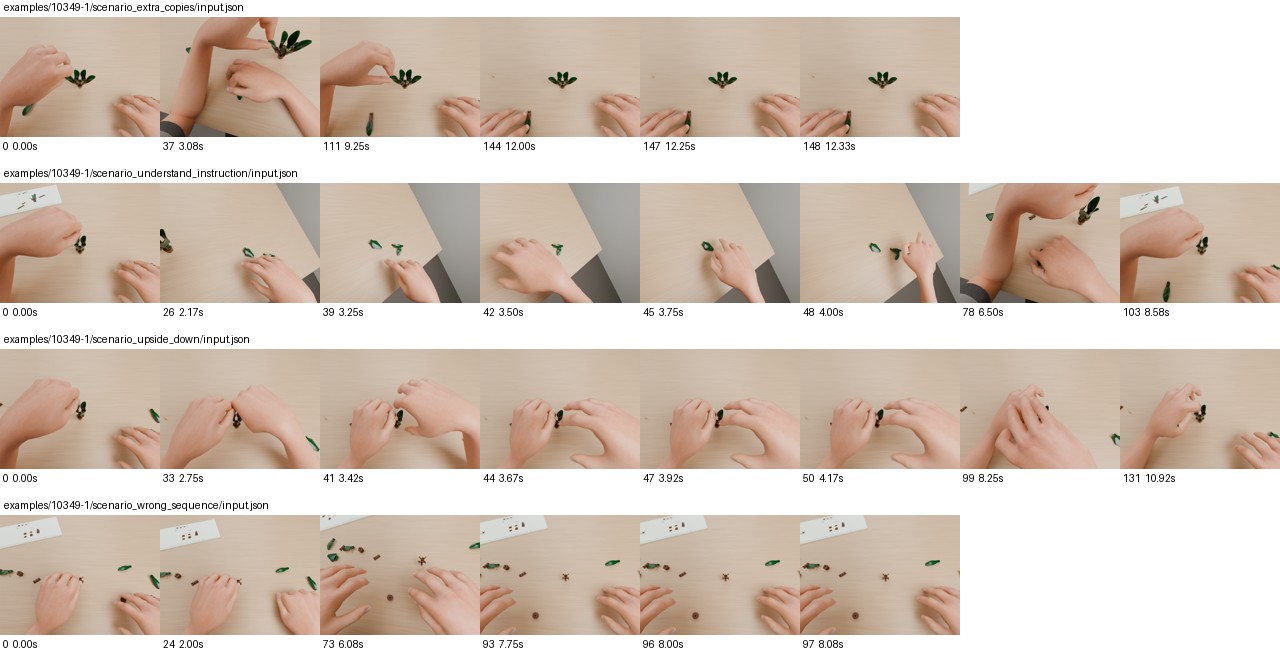 examples/10349-1/scenario_extra_copies/input.json
0 0.00s
37 3.08s
111 9.25s
144 12.00s
147 12.25s
148 12.33s
examples/10349-1/scenario_understand_instruction/input.json
0 0.00s
26 2.17s
39 3.25s
42 3.50s
45 3.75s
48 4.00s
78 6.50s
103 8.58s
examples/10349-1/scenario_upside_down/input.json
0 0.00s
33 2.75s
41 3.42s
44 3.67s
47 3.92s
50 4.17s
99 8.25s
131 10.92s
examples/10349-1/scenario_wrong_sequence/input.json
0 0.00s
24 2.00s
73 6.08s
93 7.75s
96 8.00s
97 8.08s